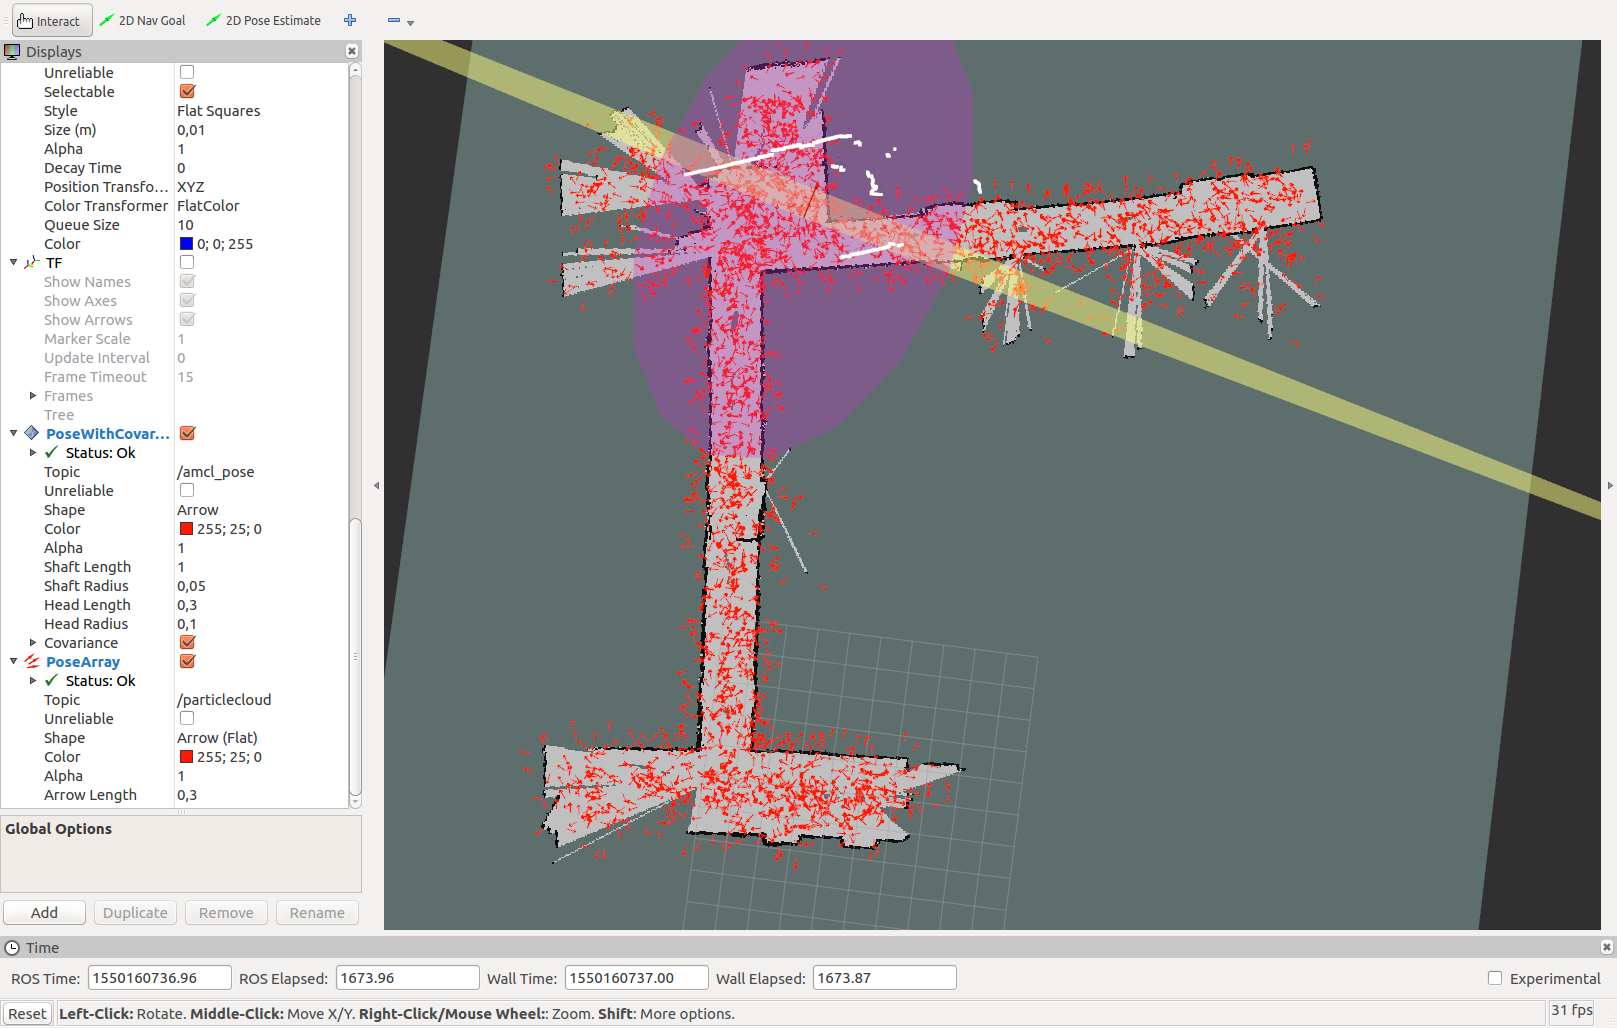 Interact 2D Nav Goal 2D Pose Estimate
Displays
Unreliable
Selectable
Style Flat Squares
Size (m) 0,01
Alpha 1
Decay Time 0
Position Transfo... XYZ
Color Transformer FlatColor
Queue Size 10
Color 0; 0; 255
TF
Show Names
Show Axes
Show Arrows
Marker Scale 1
Update Interval 0
Frame Timeout 15
Frames
Tree
PoseWithCovar...
Status: Ok
Topic /amcl_pose
Unreliable
Shape Arrow
Color 255; 25; 0
Alpha 1
Shaft Length 1
Shaft Radius 0,05
Head Length 0,3
Head Radius 0,1
Covariance
PoseArray
Status: Ok
Topic /particlecloud
Unreliable
Shape Arrow (Flat)
Color 255; 25; 0
Alpha 1
Arrow Length 0,3
Global Options
Add Duplicate Remove Rename
Time
ROS Time: 1550160736.96 ROS Elapsed: 1673.96 Wall Time: 1550160737.00 Wall Elapsed: 1673.87 Experimental
Reset Left-Click: Rotate. Middle-Click: Move X/Y. Right-Click/Mouse Wheel:: Zoom. Shift: More options. 31 fps